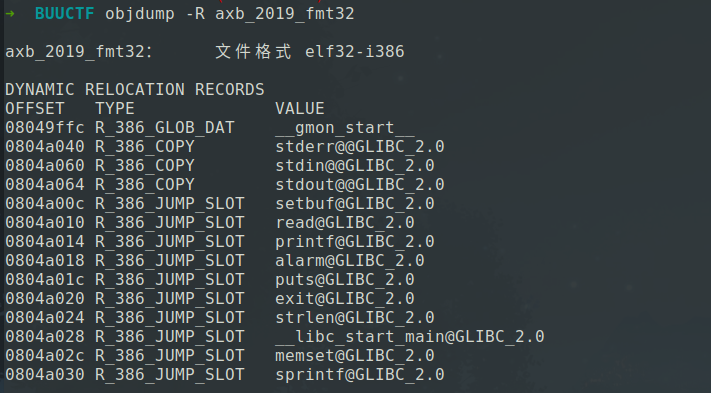 → BUUCTF objdump -R axb_2019_fmt32
axb_2019_fmt32： 文件格式 elf32-i386
DYNAMIC RELOCATION RECORDS
OFFSET TYPE VALUE
08049ffc R_386_GLOB_DAT __gmon_start__
0804a040 R_386_COPY stderr@@GLIBC_2.0
0804a060 R_386_COPY stdin@@GLIBC_2.0
0804a064 R_386_COPY stdout@@GLIBC_2.0
0804a00c R_386_JUMP_SLOT setbuf@GLIBC_2.0
0804a010 R_386_JUMP_SLOT read@GLIBC_2.0
0804a014 R_386_JUMP_SLOT printf@GLIBC_2.0
0804a018 R_386_JUMP_SLOT alarm@GLIBC_2.0
0804a01c R_386_JUMP_SLOT puts@GLIBC_2.0
0804a020 R_386_JUMP_SLOT exit@GLIBC_2.0
0804a024 R_386_JUMP_SLOT strlen@GLIBC_2.0
0804a028 R_386_JUMP_SLOT __libc_start_main@GLIBC_2.0
0804a02c R_386_JUMP_SLOT memset@GLIBC_2.0
0804a030 R_386_JUMP_SLOT sprintf@GLIBC_2.0